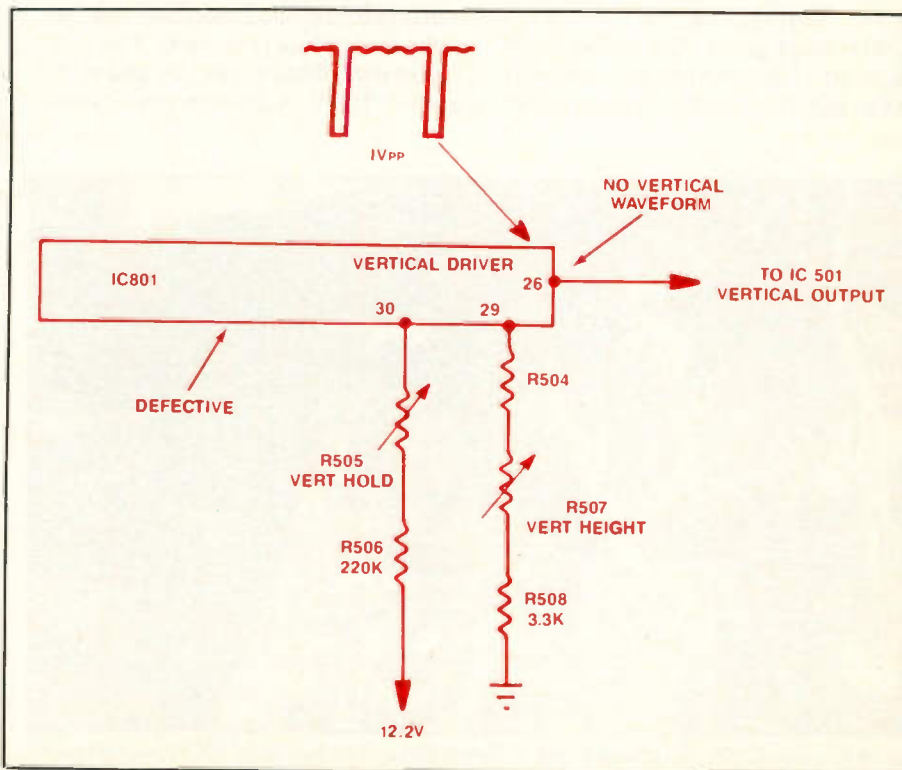 1VPP
NO VERTICAL
WAVEFORM
IC801
VERTICAL DRIVER
26
TO IC 501
VERTICAL OUTPUT
30
29
DEFECTIVE
R504
R505
VERT HOLD
R507
VERT HEIGHT
R506
220K
R508
3.3K
12.2V